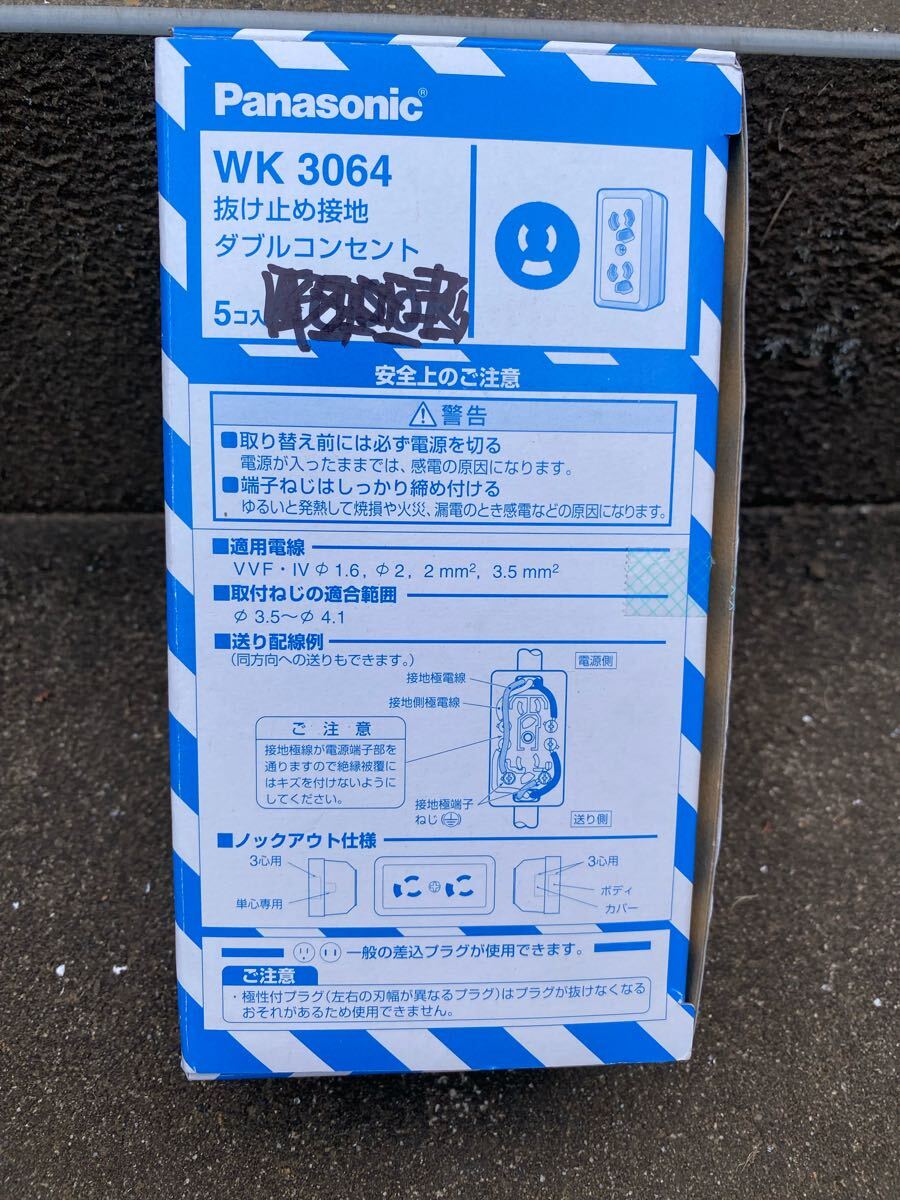 Panasonic®
WK 3064
抜け止め接地
ダブルコンセント
5コ入
安全上のご注意
⚠警告
■取り替え前には必ず電源を切る
電源が入ったままでは、感電の原因になります。
■端子ねじはしっかり締め付ける
ゆるいと発熱して焼損や火災、漏電のとき感電などの原因になります。
■適用電線
VVF・IV φ1.6, φ2, 2mm², 3.5mm²
■取付ねじの適合範囲
φ3.5〜φ4.1
■送り配線例
(同方向への送りもできます。)
電源側
接地極電線
接地側極電線
ご注意
接地極線が電源端子部を
通りますので絶縁被覆に
はキズを付けないように
してください。
接地極端子
ねじ
送り側
■ノックアウト仕様
3心用
単心専用
3心用
ボディ
カバー
一般の差込プラグが使用できます。
ご注意
・極性付プラグ(左右の刃幅が異なるプラグ)はプラグが抜けなくなる
おそれがあるため使用できません。